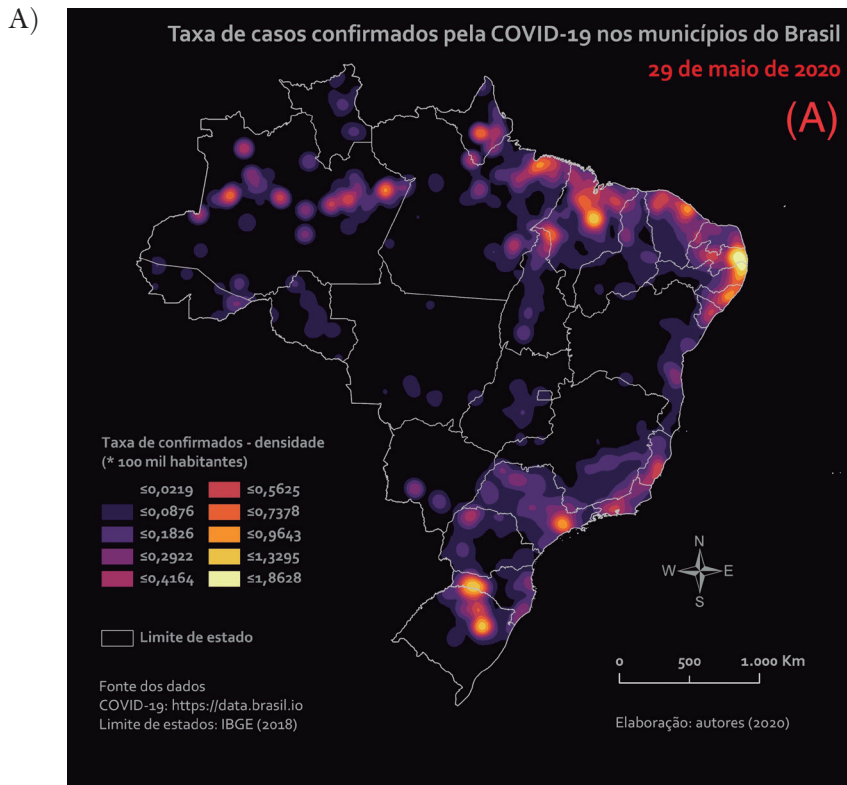 A)
Taxa de casos confirmados pela COVID-19 nos municípios do Brasil
29 de maio de 2020
(A)
Taxa de confirmados - densidade
(* 100 mil habitantes)
≤0,0219 ≤0,5625
≤0,0876 ≤0,7378
≤0,1826 ≤0,9643
≤0,2922 ≤1,3295
≤0,4164 ≤1,8628
Limite de estado
N
W E
S
0 500 1.000 Km
Fonte dos dados
COVID-19: https://data.brasil.io
Limite de estados: IBGE (2018)
Elaboração: autores (2020)